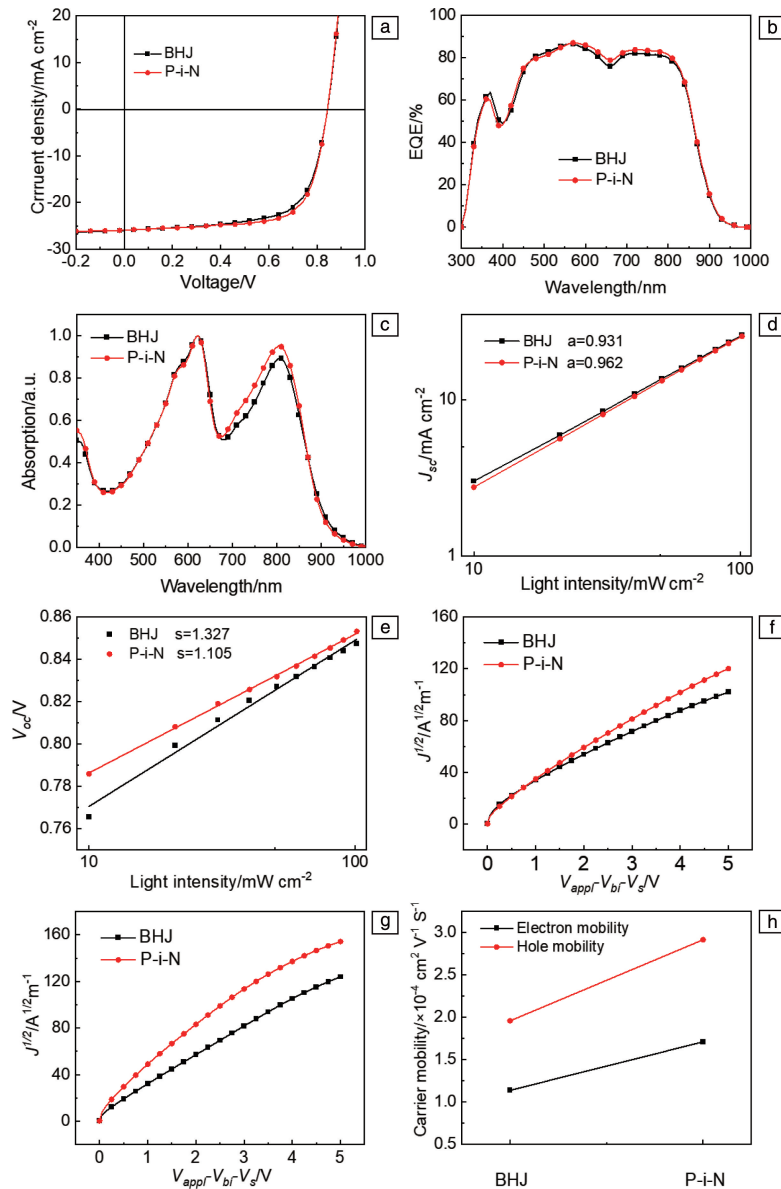 a
Crruent density/mA cm-2
20
10
0
-10
-20
-30
BHJ
P-i-N
-0.2 0.0 0.2 0.4 0.6 0.8 1.0
Voltage/V
b
EQE/%
100
80
60
40
20
0
BHJ
P-i-N
300 400 500 600 700 800 900 1000
Wavelength/nm
c
Absorption/a.u.
1.0
0.8
0.6
0.4
0.2
0.0
BHJ
P-i-N
400 500 600 700 800 900 1000
Wavelength/nm
d
Jsc/mA cm-2
10
1
BHJ a=0.931
P-i-N a=0.962
10 100
Light intensity/mW cm-2
e
Voc/V
0.86
0.84
0.82
0.80
0.78
0.76
BHJ s=1.327
P-i-N s=1.105
10 100
Light intensity/mW cm-2
f
J1/2/A1/2m-1
160
120
80
40
0
BHJ
P-i-N
0 1 2 3 4 5
Vappl-Vbi-Vs/V
g
J1/2/A1/2m-1
160
120
80
40
0
BHJ
P-i-N
0 1 2 3 4 5
Vappl-Vbi-Vs/V
h
Carrier mobility/×10-4 cm2 V-1 S-1
3.0
2.5
2.0
1.5
1.0
0.5
Electron mobility
Hole mobility
BHJ P-i-N